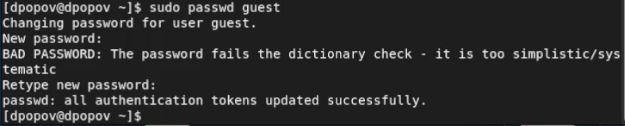 [dpopov@dpopov ~]$ sudo passwd guest
Changing password for user guest.
New password:
BAD PASSWORD: The password fails the dictionary check - it is too simplistic/sys
tematic
Retype new password:
passwd: all authentication tokens updated successfully.
[dpopov@dpopov ~]$